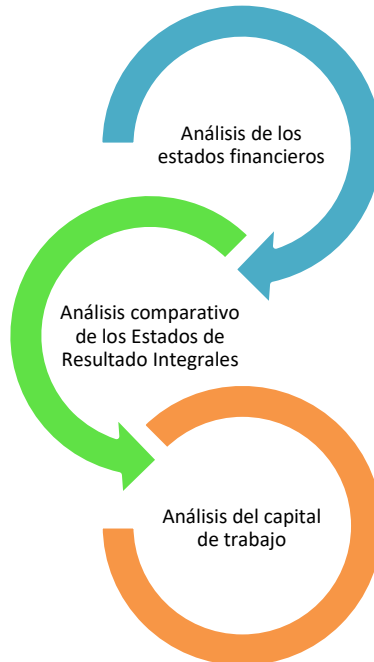 Análisis de los
estados financieros
Análisis comparativo
de los Estados de
Resultado Integrales
Análisis del capital
de trabajo